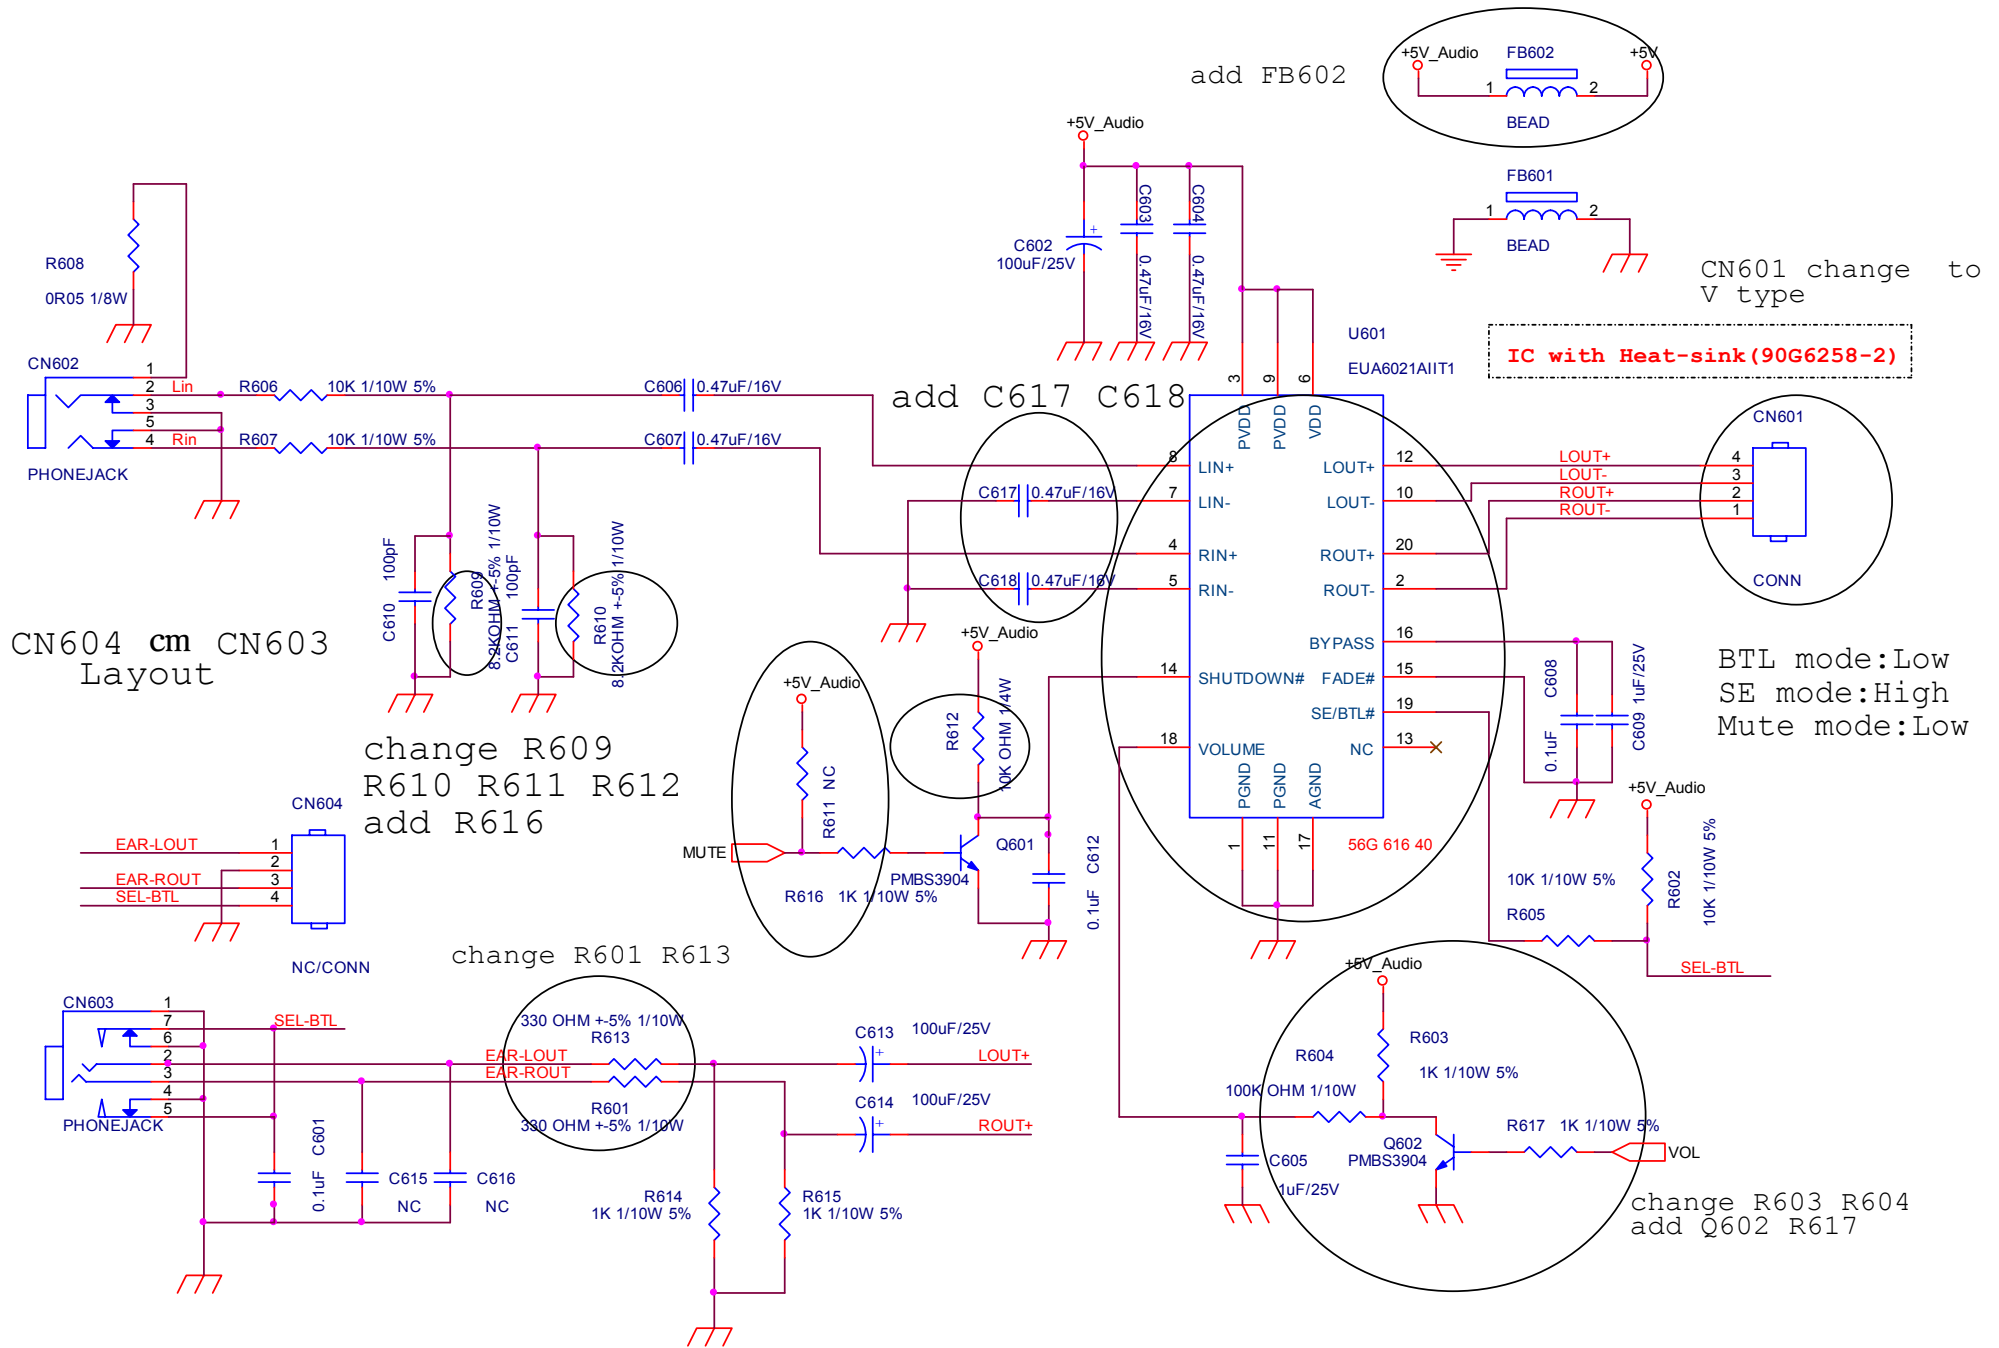 add FB602
+5V_Audio
FB602
+5V
1
2
BEAD
+5V_Audio
FB601
1
2
BEAD
C602
100uF/25V
+
C603
0.47uF/16V
C604
0.47uF/16V
CN601 change  to
V type
IC with Heat-sink(90G6258-2)
R608
0R05 1/8W
CN602
1
2
3
5
4
Lin
Rin
PHONEJACK
R606
10K 1/10W 5%
R607
10K 1/10W 5%
C606
0.47uF/16V
C607
0.47uF/16V
add C617 C618
C617
0.47uF/16V
C618
0.47uF/16V
U601
EUA6021AIIT1
3
9
6
PVDD
PVDD
VDD
8
LIN+
7
LIN-
4
RIN+
5
RIN-
14
SHUTDOWN#
18
VOLUME
LOUT+
12
LOUT-
10
ROUT+
20
ROUT-
2
BYPASS
16
FADE#
15
SE/BTL#
19
NC
13
PGND
PGND
AGND
1
11
17
56G 616 40
CN601
LOUT+
LOUT-
ROUT+
ROUT-
4
3
2
1
CONN
C610
100pF
R609
8.2KOHM +-5% 1/10W
C611
100pF
R610
8.2KOHM +-5% 1/10W
CN604 cm CN603
Layout
change R609
R610 R611 R612
add R616
+5V_Audio
R611
NC
MUTE
R616
1K 1/10W 5%
+5V_Audio
R612
10K OHM 1/4W
Q601
PMBS3904
C612
0.1uF
C608
0.1uF
C609
1uF/25V
BTL mode:Low
SE mode:High
Mute mode:Low
+5V_Audio
R602
10K 1/10W 5%
10K 1/10W 5%
R605
SEL-BTL
CN604
EAR-LOUT
EAR-ROUT
SEL-BTL
1
2
3
4
NC/CONN
change R601 R613
CN603
1
7
6
2
3
4
5
PHONEJACK
SEL-BTL
C601
0.1uF
C615
NC
C616
NC
330 OHM +-5% 1/10W
R613
EAR-LOUT
EAR-ROUT
R601
330 OHM +-5% 1/10W
C613
100uF/25V
+
LOUT+
C614
100uF/25V
+
ROUT+
R614
1K 1/10W 5%
R615
1K 1/10W 5%
+5V_Audio
R603
1K 1/10W 5%
R604
100K OHM 1/10W
C605
1uF/25V
Q602
PMBS3904
R617
1K 1/10W 5%
VOL
change R603 R604
add Q602 R617